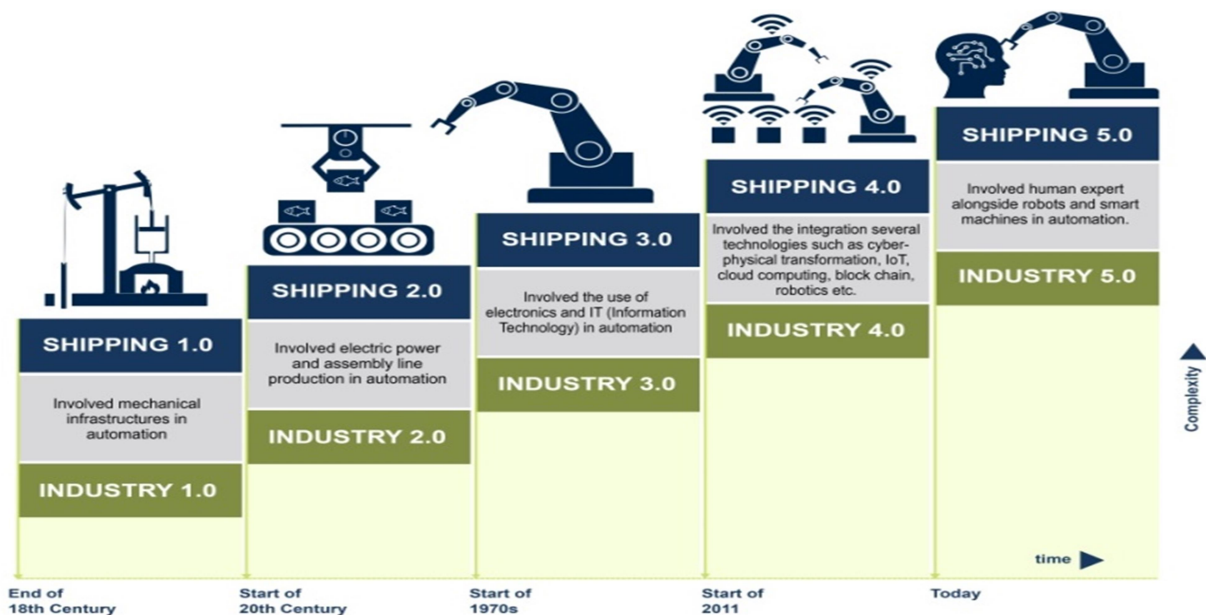 SHIPPING 1.0
Involved mechanical
infrastructures in
automation
INDUSTRY 1.0
End of
18th Century
SHIPPING 2.0
Involved electric power
and assembly line
production in automation
INDUSTRY 2.0
Start of
20th Century
SHIPPING 3.0
Involved the use of
electronics and IT (Information
Technology) in automation
INDUSTRY 3.0
Start of
1970s
SHIPPING 4.0
Involved the integration several
technologies such as cyber-
physical transformation, IoT,
cloud computing, block chain,
robotics etc.
INDUSTRY 4.0
Start of
2011
SHIPPING 5.0
Involved human expert
alongside robots and smart
machines in automation.
INDUSTRY 5.0
Today
time
Complexity